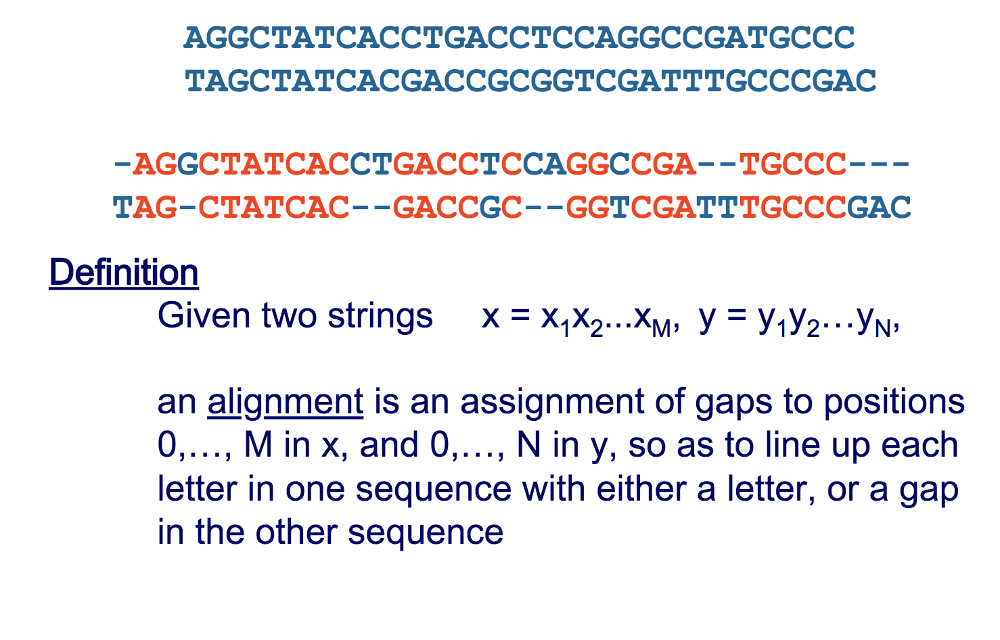 AGGCTATCACCTGACCTCCAGGCCGATGCCC
TAGCTATCACGACCGCGGTCGATTTGCCCGAC
-AGGCTATCACCTGACCTCCAGGCCGA--TGCCC---
TAG-CTATCAC--GACCGC--GGTCGATTTGCCCGAC
Definition
Given two strings x = x₁x₂...x_M, y = y₁y₂…y_N,
an alignment is an assignment of gaps to positions
0,…, M in x, and 0,…, N in y, so as to line up each
letter in one sequence with either a letter, or a gap
in the other sequence